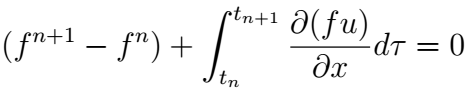 $(f^{n+1} - f^n) + \int_{t_n}^{t_{n+1}} \frac{\partial (fu)}{\partial x} d\tau = 0$